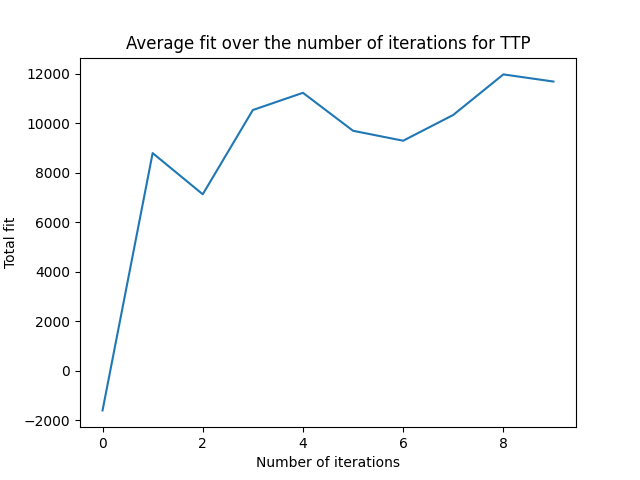 Average fit over the number of iterations for TTP
12000
10000
8000
6000
4000
2000
0
−2000
Total fit
0 2 4 6 8
Number of iterations